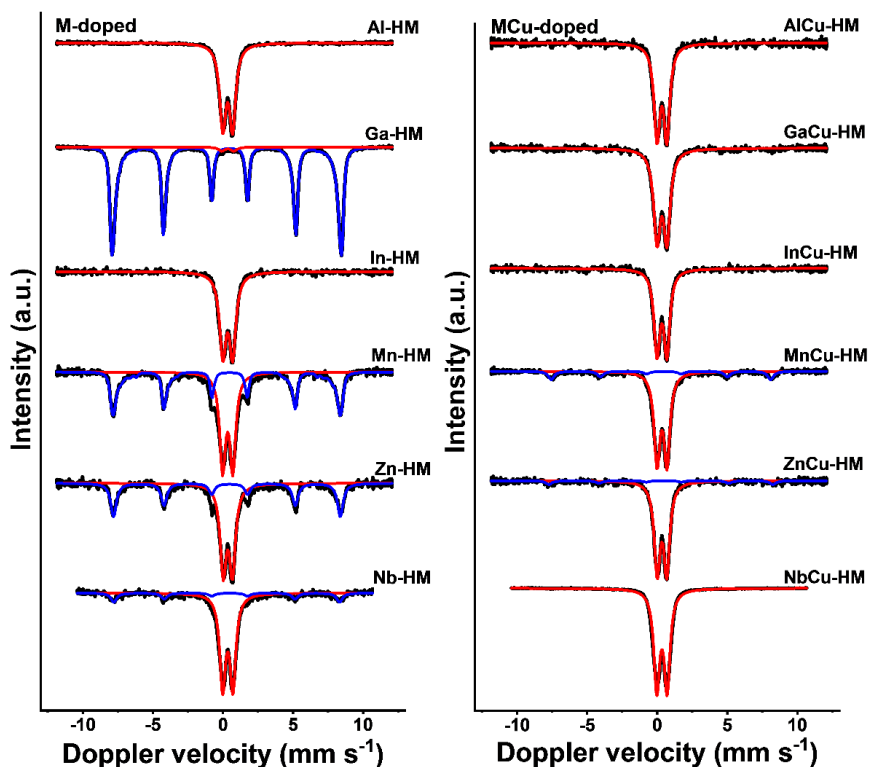 M-doped
Al-HM
Ga-HM
In-HM
Mn-HM
Zn-HM
Nb-HM
Intensity (a.u.)
-10 -5 0 5 10
Doppler velocity (mm s⁻¹)
MCu-doped
AlCu-HM
GaCu-HM
InCu-HM
MnCu-HM
ZnCu-HM
NbCu-HM
Intensity (a.u.)
-10 -5 0 5 10
Doppler velocity (mm s⁻¹)